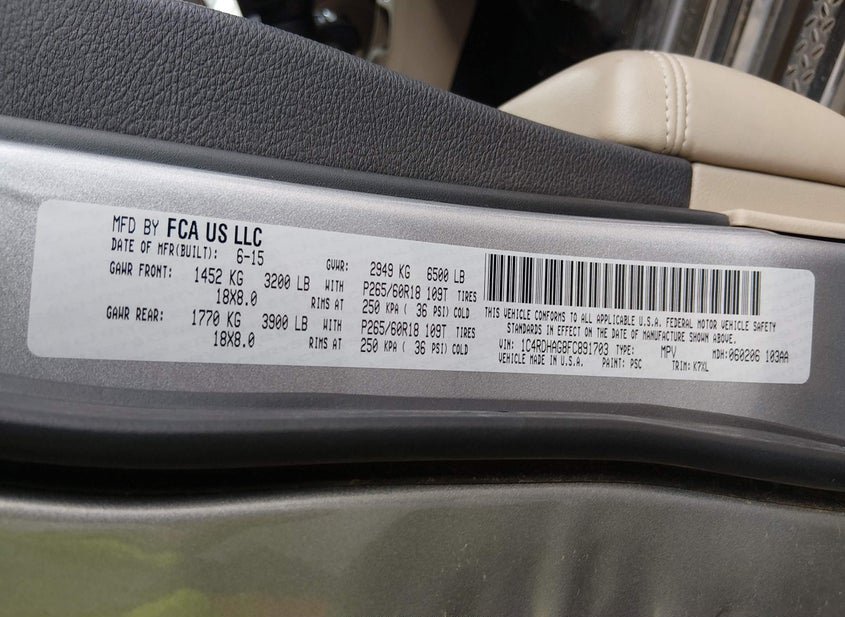 MFD BY FCA US LLC
DATE OF MFR(BUILT): 6-15
GVWR: 2949 KG 6500 LB
GAWR FRONT: 1452 KG 3200 LB WITH P265/60R18 109T TIRES
18X8.0 RIMS AT 250 KPA ( 36 PSI) COLD
GAWR REAR: 1770 KG 3900 LB WITH P265/60R18 109T TIRES
18X8.0 RIMS AT 250 KPA ( 36 PSI) COLD
THIS VEHICLE CONFORMS TO ALL APPLICABLE U.S.A. FEDERAL MOTOR VEHICLE SAFETY
STANDARDS IN EFFECT ON THE DATE OF MANUFACTURE SHOWN ABOVE.
VIN: 1C4RDHAG8FC891703 TYPE: MPV MDH:060206 103AA
VEHICLE MADE IN U.S.A. PAINT: PSC TRIM: K7XL